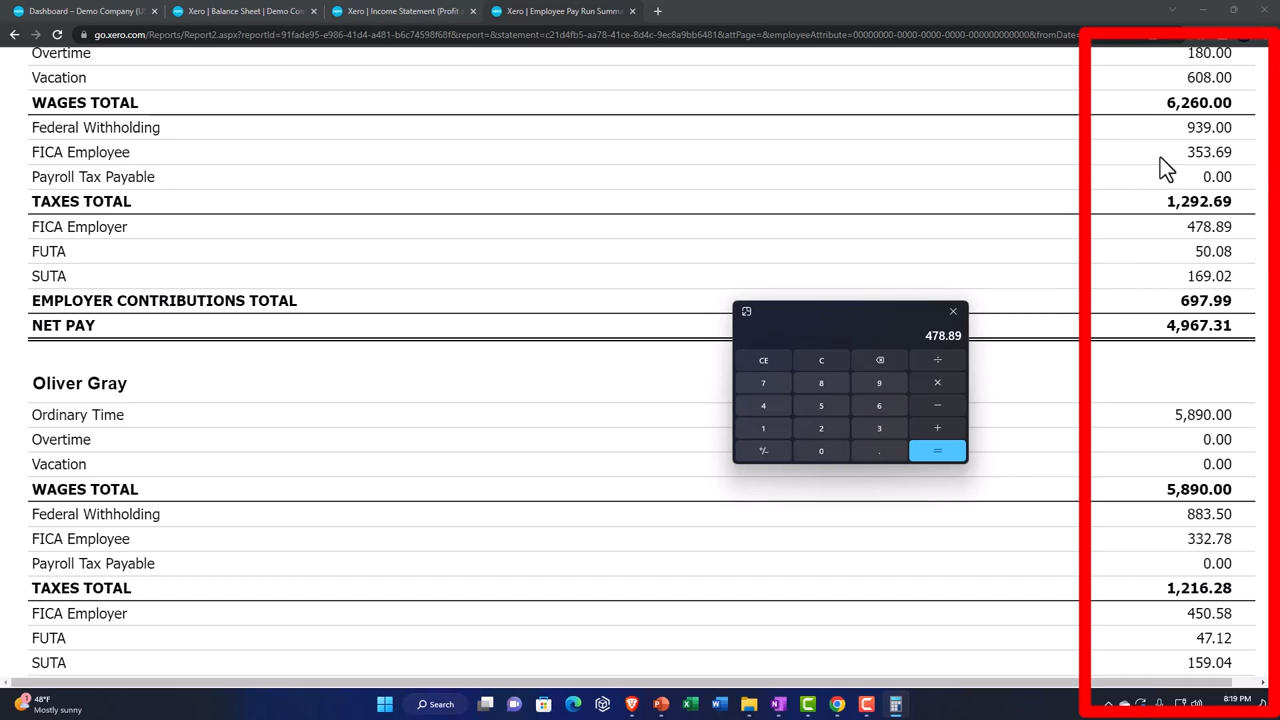 Dashboard – Demo Company (U
Xero | Balance Sheet | Demo Con
Xero | Income Statement (Profit a
Xero | Employee Pay Run Summa
go.xero.com/Reports/Report2.aspx?reportId=91fade95-e986-41d4-a481-b6c74598f68f&report=&statement=c21d4fb5-aa78-41ce-8d4c-9ec8a9bb6481&attPage=&employeeAttribute=00000000-0000-0000-0000-000000000000&fromDate=
Overtime 180.00
Vacation 608.00
WAGES TOTAL 6,260.00
Federal Withholding 939.00
FICA Employee 353.69
Payroll Tax Payable 0.00
TAXES TOTAL 1,292.69
FICA Employer 478.89
FUTA 50.08
SUTA 169.02
EMPLOYER CONTRIBUTIONS TOTAL 697.99
NET PAY 4,967.31
478.89
CE C ⌫ ÷
7 8 9 ×
4 5 6 −
1 2 3 +
+/− 0 . =
Oliver Gray
Ordinary Time 5,890.00
Overtime 0.00
Vacation 0.00
WAGES TOTAL 5,890.00
Federal Withholding 883.50
FICA Employee 332.78
Payroll Tax Payable 0.00
TAXES TOTAL 1,216.28
FICA Employer 450.58
FUTA 47.12
SUTA 159.04
1
48°F
Mostly sunny
Search
8:19 PM